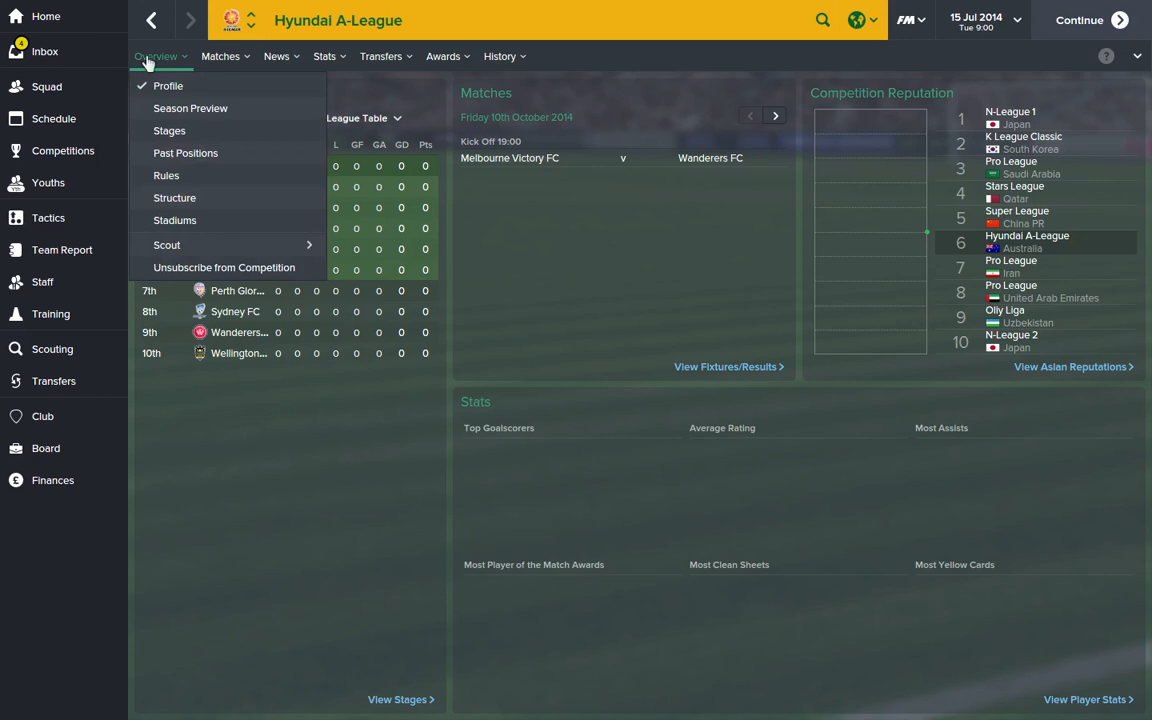 Home
Hyundai A-League
FM
15 Jul 2014
Tue 9:00
Continue
4
Inbox
Overview
Matches
News
Stats
Transfers
Awards
History
?
Squad
Schedule
Competitions
Youths
Tactics
Team Report
Staff
Training
Scouting
Transfers
Club
Board
Finances
Profile
Season Preview
Stages
Past Positions
Rules
Structure
Stadiums
Scout
Unsubscribe from Competition
League Table
L GF GA GD Pts
0 0 0 0 0
0 0 0 0 0
0 0 0 0 0
0 0 0 0 0
0 0 0 0 0
0 0 0 0 0
7th Perth Glor... 0 0 0 0 0 0 0 0
8th Sydney FC 0 0 0 0 0 0 0 0
9th Wanderers... 0 0 0 0 0 0 0 0
10th Wellington... 0 0 0 0 0 0 0 0
View Stages
Matches
Friday 10th October 2014
Kick Off 19:00
Melbourne Victory FC v Wanderers FC
View Fixtures/Results
Competition Reputation
1 N-League 1
Japan
2 K League Classic
South Korea
3 Pro League
Saudi Arabia
4 Stars League
Qatar
5 Super League
China PR
6 Hyundai A-League
Australia
7 Pro League
Iran
8 Pro League
United Arab Emirates
9 Oliy Liga
Uzbekistan
10 N-League 2
Japan
View Asian Reputations
Stats
Top Goalscorers
Average Rating
Most Assists
Most Player of the Match Awards
Most Clean Sheets
Most Yellow Cards
View Player Stats